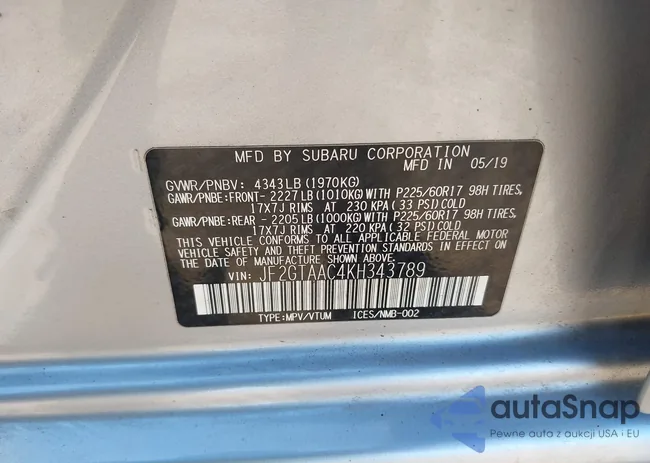 MFD BY SUBARU CORPORATION
MFD IN 05/19
GVWR/PNBV: 4343LB (1970KG)
GAWR/PNBE:FRONT- 2227LB (1010KG)WITH P225/60R17 98H TIRES,
17X7J RIMS AT 230 KPA (33 PSI)COLD
GAWR/PNBE:REAR - 2205LB (1000KG)WITH P225/60R17 98H TIRES,
17X7J RIMS AT 220 KPA (32 PSI)COLD
THIS VEHICLE CONFORMS TO ALL APPLICABLE FEDERAL MOTOR
VEHICLE SAFETY STANDARDS IN EFFECT ON
THE DATE OF MANUFACTURE SHOWN ABOVE.
VIN: JF2GTAAC4KH343789
TYPE:MPV/VTUM ICES/NMB-002
autaSnap
Pewne auta z aukcji USA i EU